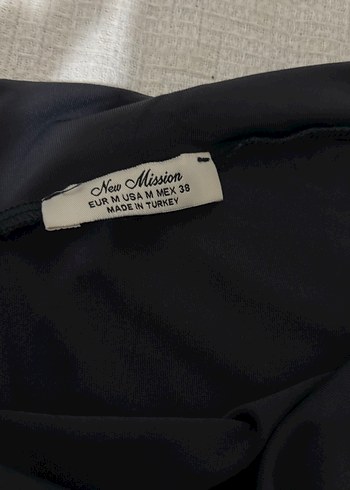 New Mission
EUR M USA M MEX 38
MADE IN TURKEY